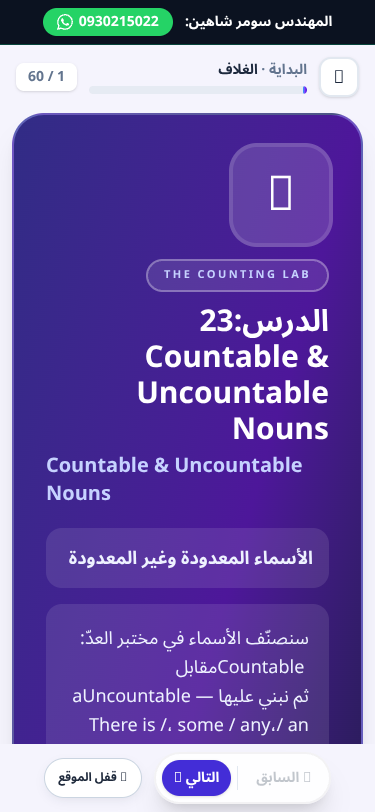 المهندس سومر شاهين: 0930215022
البداية · الغلاف
1 / 60
THE COUNTING LAB
الدرس:23
Countable &
Uncountable
Nouns
Countable & Uncountable
Nouns
الأسماء المعدودة وغير المعدودة
سنصنّف الأسماء في مختبر العدّ:
Countableمقابل
aUncountable — ثم نبني عليها
There is /، some / any،/ an
السابق
التالي
قفل الموقع